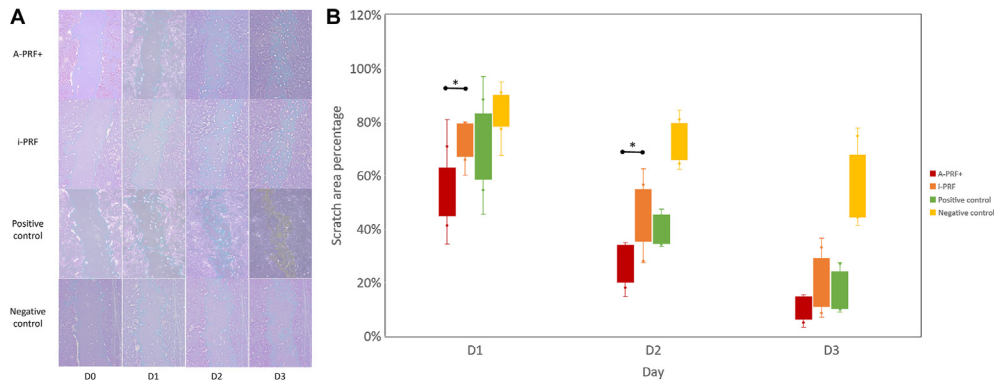 A
A-PRF+
i-PRF
Positive
control
Negative
control
D0 D1 D2 D3
B
120%
100%
80%
60%
40%
20%
0%
Scratch area percentage
*
*
D1 D2 D3
Day
A-PRF+
i-PRF
Positive control
Negative control